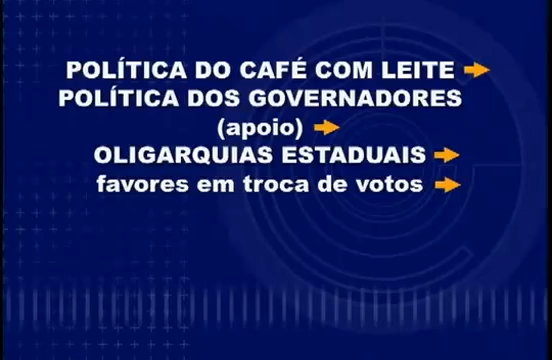 POLÍTICA DO CAFÉ COM LEITE ➡
POLÍTICA DOS GOVERNADORES
(apoio) ➡
OLIGARQUIAS ESTADUAIS ➡
favores em troca de votos ➡